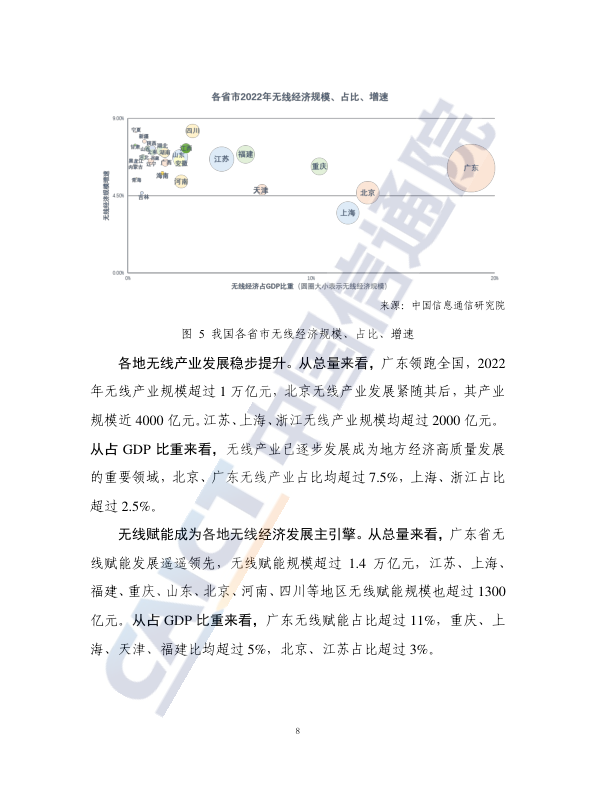 各省市2022年无线经济规模、占比、增速
9.00%
4.50%
0.00%
无线经济规模增速
宁夏
新疆
四川
湖北
山东
安徽
江苏
福建
重庆
广东
青海
海南
河南
天津
北京
吉林
上海
0%
10%
20%
无线经济占GDP比重（圆圈大小表示无线经济规模）
来源：中国信息通信研究院
图 5 我国各省市无线经济规模、占比、增速
各地无线产业发展稳步提升。从总量来看，广东领跑全国，2022
年无线产业规模超过 1 万亿元，北京无线产业发展紧随其后，其产业
规模近 4000 亿元。江苏、上海、浙江无线产业规模均超过 2000 亿元。
从占 GDP 比重来看，无线产业已逐步发展成为地方经济高质量发展
的重要领域，北京、广东无线产业占比均超过 7.5%，上海、浙江占比
超过 2.5%。
无线赋能成为各地无线经济发展主引擎。从总量来看，广东省无
线赋能发展遥遥领先，无线赋能规模超过 1.4 万亿元，江苏、上海、
福建、重庆、山东、北京、河南、四川等地区无线赋能规模也超过 1300
亿元。从占 GDP 比重来看，广东无线赋能占比超过 11%，重庆、上
海、天津、福建比均超过 5%，北京、江苏占比超过 3%。
8
CAICT 中国信通院